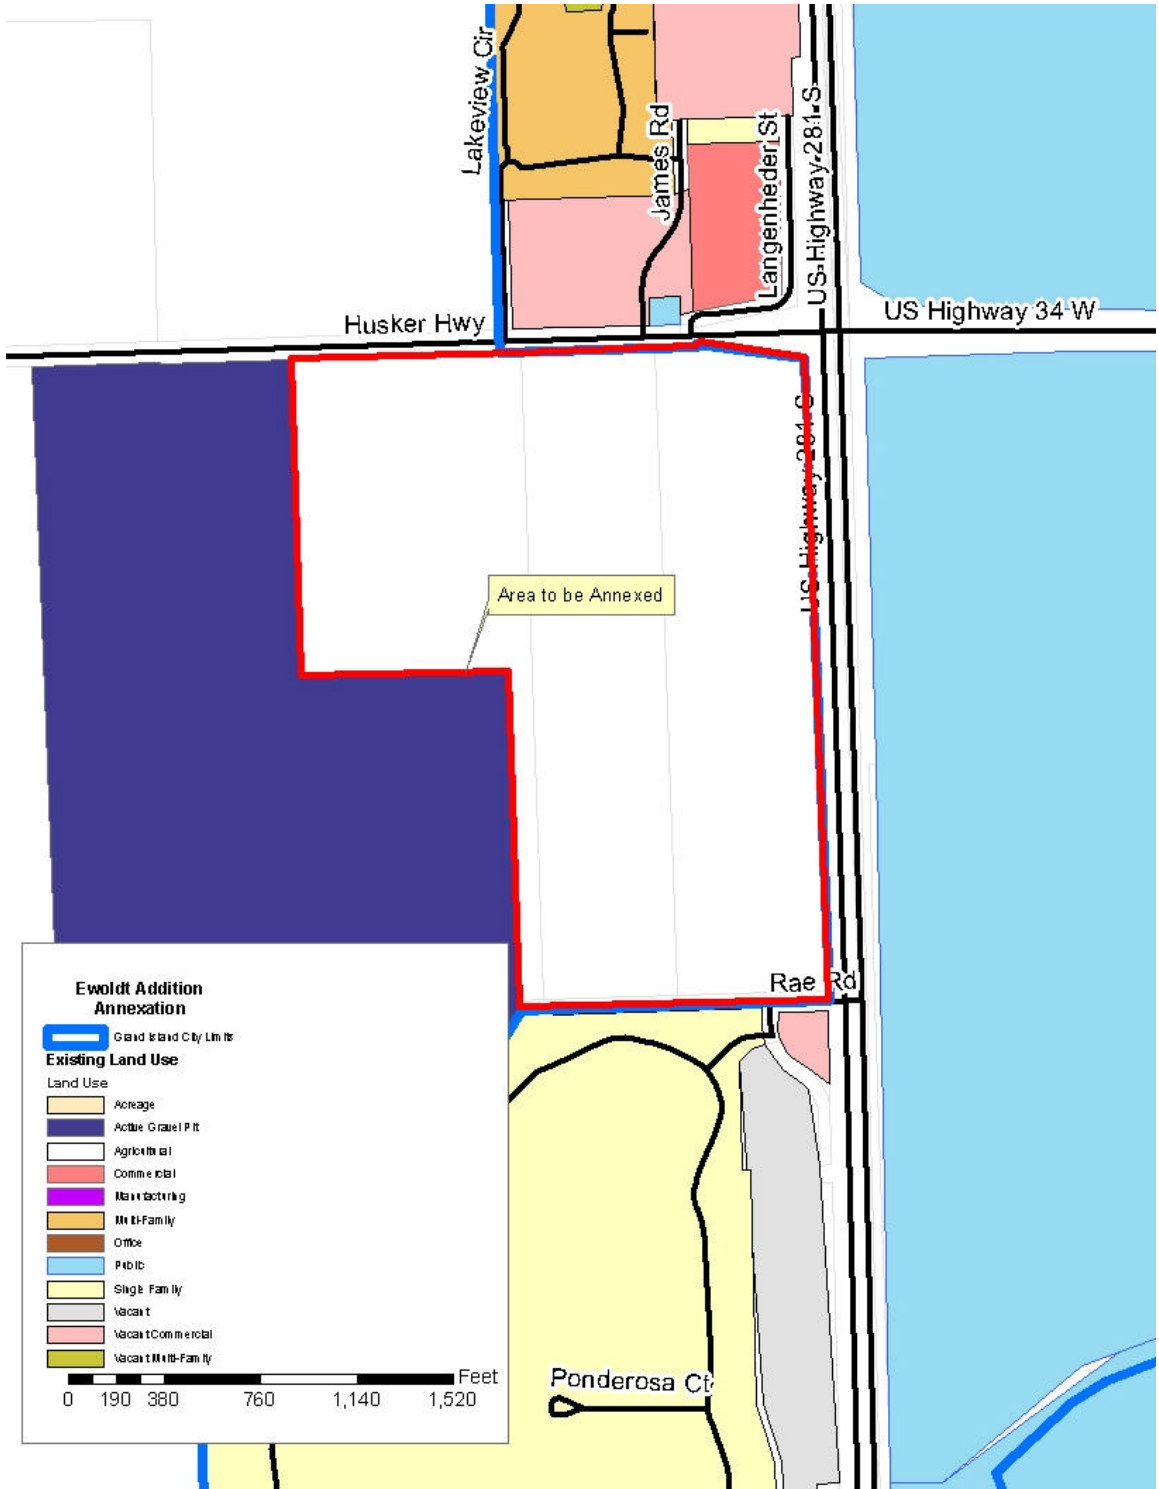 Lakeview Cir
James Rd
Langenheder St
US-Highway-281-S
Husker Hwy
US Highway 34 W
US-Highway-281-S
Area to be Annexed
Rae Rd
Ewoldt Addition
Annexation
Grand Island City Limits
Existing Land Use
Land Use
Acreage
Active Gravel Pit
Agricultural
Commercial
Manufacturing
Multi-Family
Office
Public
Single Family
Vacant
Vacant Commercial
Vacant Multi-Family
Feet
0 190 380 760 1,140 1,520
Ponderosa Ct